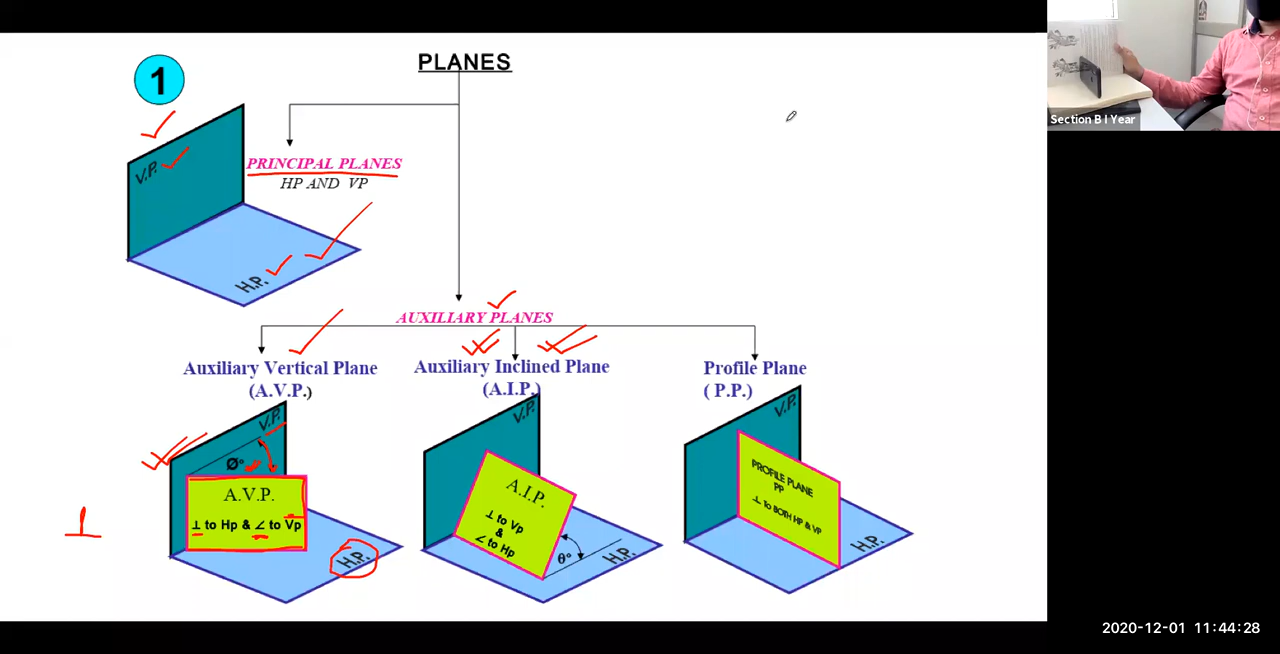 PLANES
1
V.P.
PRINCIPAL PLANES
HP AND VP
H.P.
AUXILIARY PLANES
Auxiliary Vertical Plane
(A.V.P.)
Auxiliary Inclined Plane
(A.I.P.)
Profile Plane
( P.P.)
V.P.
Ø°
A.V.P.
⊥ to Hp & ∠ to Vp
H.P.
⊥
V.P.
A.I.P.
⊥ to Vp
&
∠ to Hp
θ°
H.P.
V.P.
PROFILE PLANE
PP
⊥ To BOTH HP & VP
H.P.
Section B I Year
2020-12-01 11:44:28